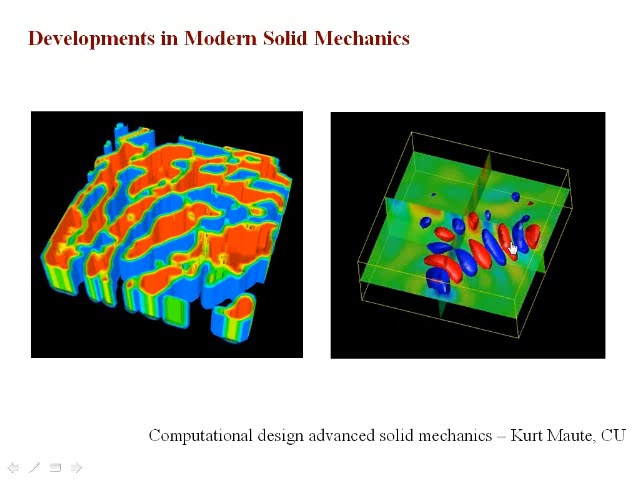 Developments in Modern Solid Mechanics
Computational design advanced solid mechanics – Kurt Maute, CU